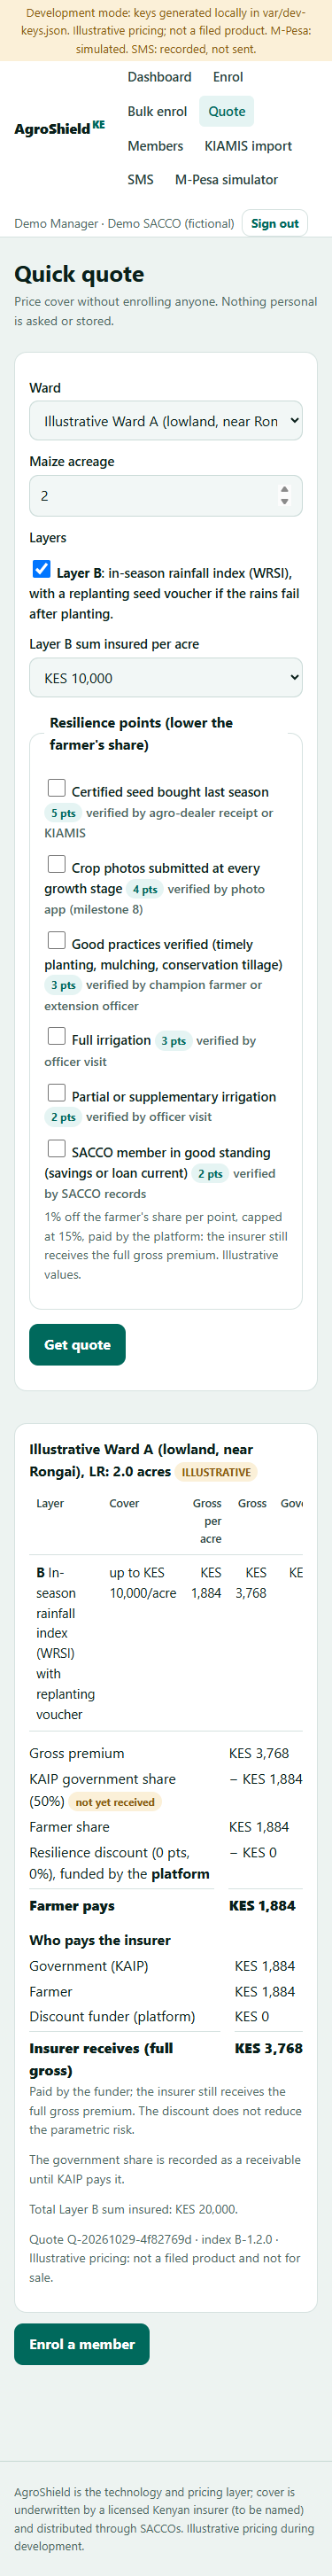 Development mode: keys generated locally in var/dev-
keys.json. Illustrative pricing; not a filed product. M-Pesa:
simulated. SMS: recorded, not sent.
AgroShield KE
Dashboard Enrol
Bulk enrol Quote
Members KIAMIS import
SMS M-Pesa simulator
Demo Manager · Demo SACCO (fictional) Sign out
Quick quote
Price cover without enrolling anyone. Nothing personal
is asked or stored.
Ward
Illustrative Ward A (lowland, near Ron
Maize acreage
2
Layers
Layer B: in-season rainfall index (WRSI),
with a replanting seed voucher if the rains fail
after planting.
Layer B sum insured per acre
KES 10,000
Resilience points (lower the
farmer's share)
Certified seed bought last season
5 pts verified by agro-dealer receipt or
KIAMIS
Crop photos submitted at every
growth stage 4 pts verified by photo
app (milestone 8)
Good practices verified (timely
planting, mulching, conservation tillage)
3 pts verified by champion farmer or
extension officer
Full irrigation 3 pts verified by
officer visit
Partial or supplementary irrigation
2 pts verified by officer visit
SACCO member in good standing
(savings or loan current) 2 pts verified
by SACCO records
1% off the farmer's share per point, capped
at 15%, paid by the platform: the insurer still
receives the full gross premium. Illustrative
values.
Get quote
Illustrative Ward A (lowland, near
Rongai), LR: 2.0 acres ILLUSTRATIVE
Layer Cover Gross per acre Gross Gov
B In-season rainfall index (WRSI) with replanting voucher up to KES 10,000/acre KES 1,884 KES 3,768 KE
Gross premium KES 3,768
KAIP government share
(50%) not yet received − KES 1,884
Farmer share KES 1,884
Resilience discount (0 pts,
0%), funded by the platform − KES 0
Farmer pays KES 1,884
Who pays the insurer
Government (KAIP) KES 1,884
Farmer KES 1,884
Discount funder (platform) KES 0
Insurer receives (full
gross) KES 3,768
Paid by the funder; the insurer still receives the
full gross premium. The discount does not reduce
the parametric risk.
The government share is recorded as a receivable
until KAIP pays it.
Total Layer B sum insured: KES 20,000.
Quote Q-20261029-4f82769d · index B-1.2.0 ·
Illustrative pricing: not a filed product and not for
sale.
Enrol a member
AgroShield is the technology and pricing layer; cover is
underwritten by a licensed Kenyan insurer (to be named)
and distributed through SACCOs. Illustrative pricing during
development.